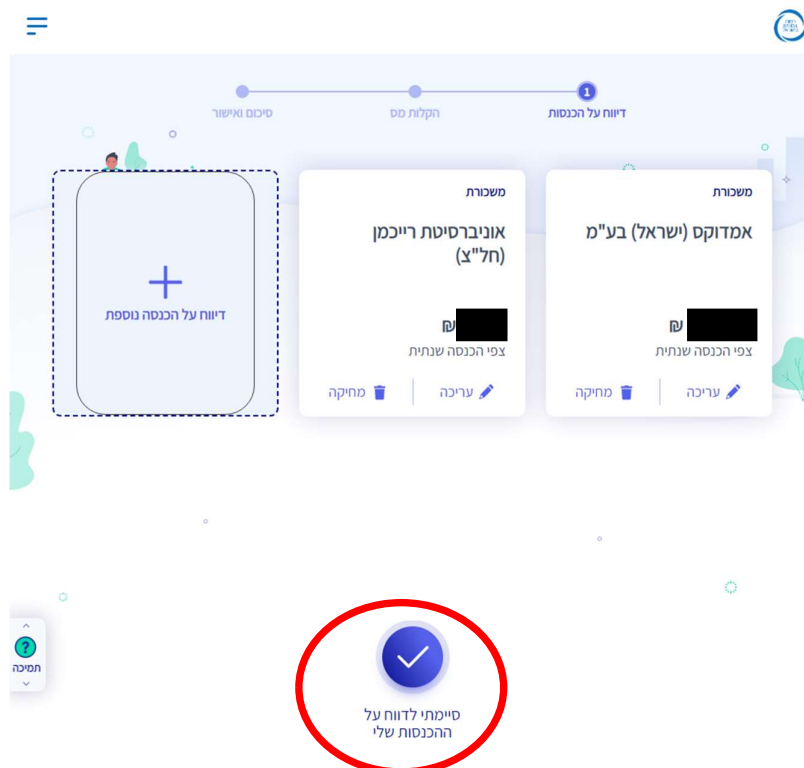 1
דיווח על הכנסות
הקלות מס
סיכום ואישור
משכורת
אמדוקס (ישראל) בע"מ
₪
צפי הכנסה שנתית
עריכה
מחיקה
משכורת
אוניברסיטת רייכמן
(חל"צ)
₪
צפי הכנסה שנתית
עריכה
מחיקה
+
דיווח על הכנסה נוספת
?
תמיכה
סיימתי לדווח על
ההכנסות שלי